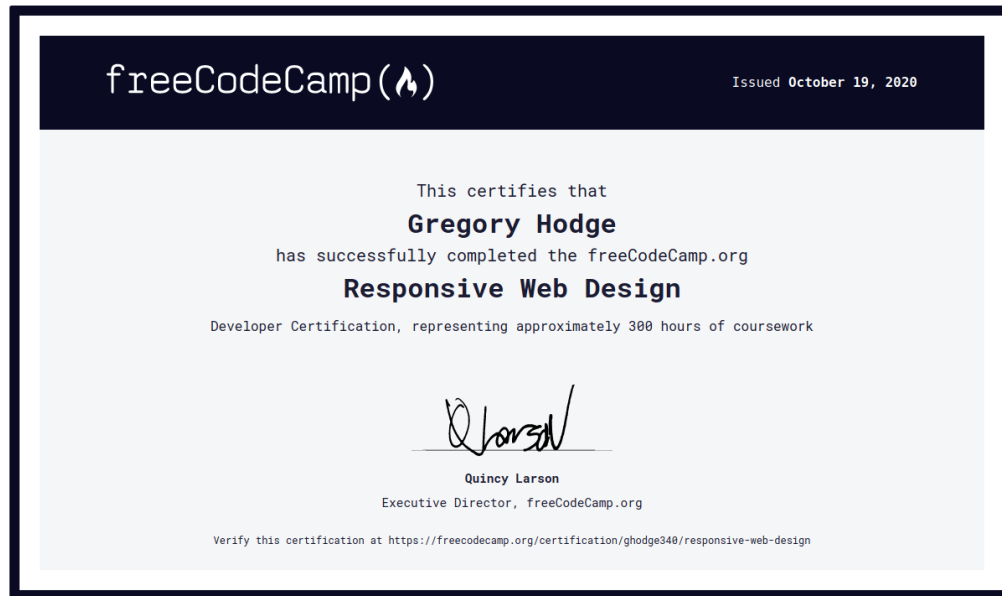 freeCodeCamp(🔥)
Issued October 19, 2020
This certifies that
Gregory Hodge
has successfully completed the freeCodeCamp.org
Responsive Web Design
Developer Certification, representing approximately 300 hours of coursework
Q Larson
Quincy Larson
Executive Director, freeCodeCamp.org
Verify this certification at https://freecodecamp.org/certification/ghodge340/responsive-web-design